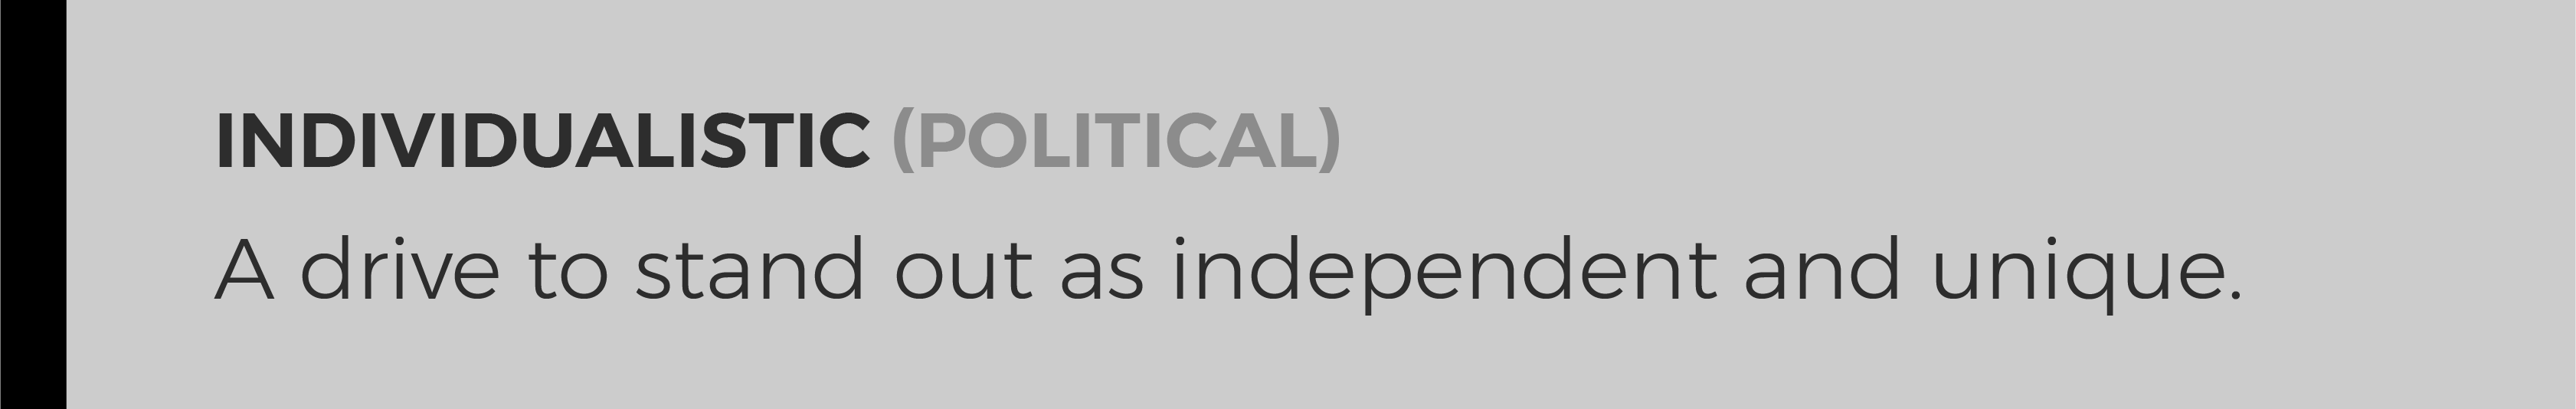 INDIVIDUALISTIC (POLITICAL)
A drive to stand out as independent and unique.